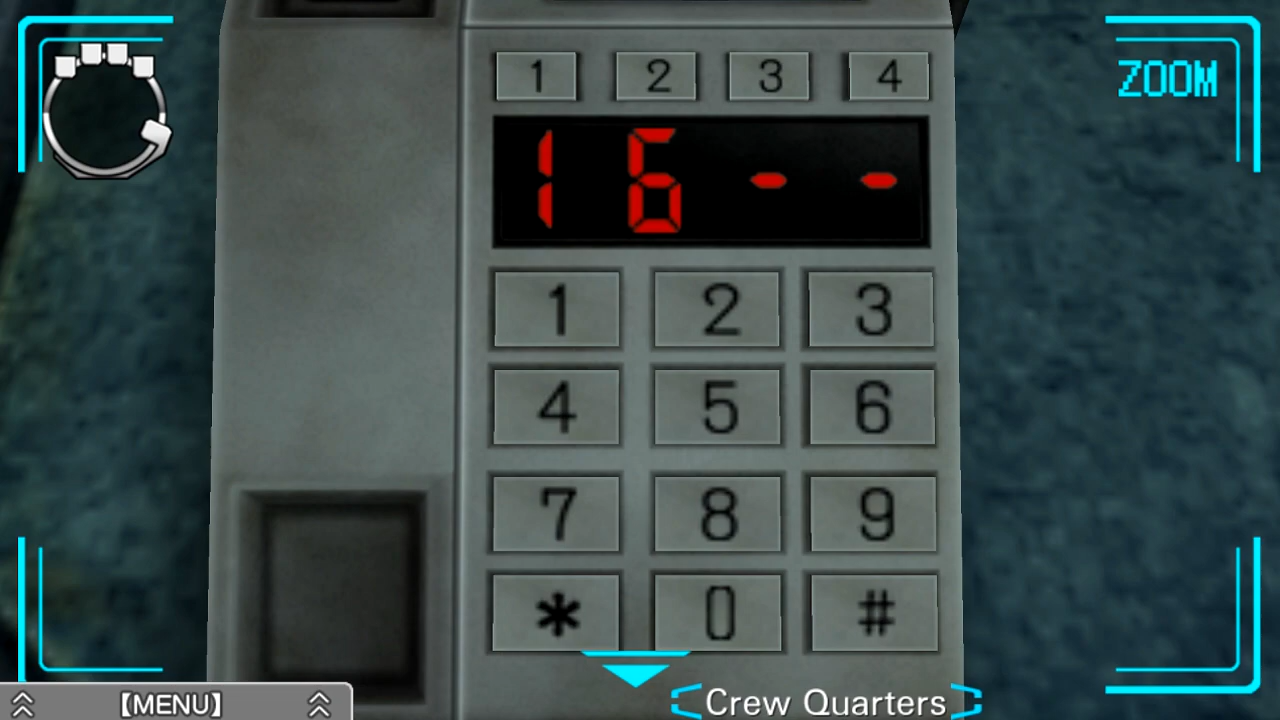 1 2 3 4
ZOOM
16--
1 2 3
4 5 6
7 8 9
* 0 #
【MENU】
Crew Quarters